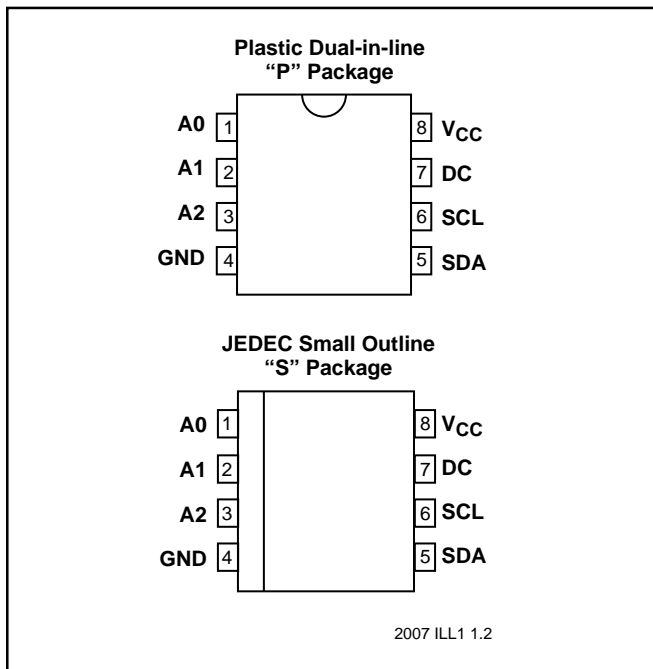 Plastic Dual-in-line
“P” Package
A0 1 8 VCC
A1 2 7 DC
A2 3 6 SCL
GND 4 5 SDA
JEDEC Small Outline
“S” Package
A0 1 8 VCC
A1 2 7 DC
A2 3 6 SCL
GND 4 5 SDA
2007 ILL1 1.2